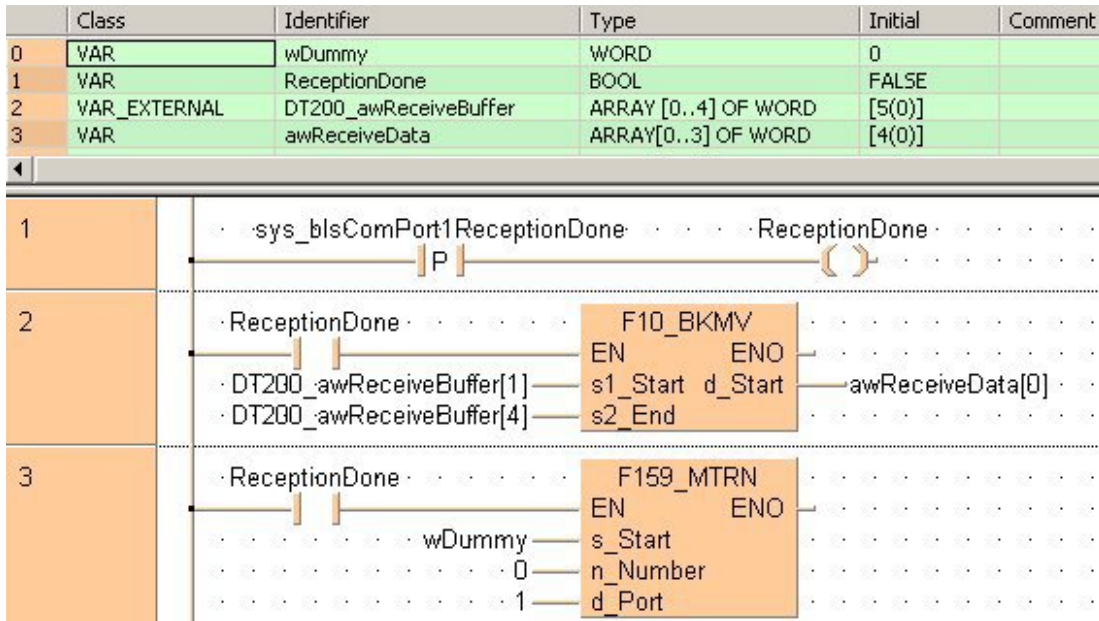 Class Identifier Type Initial Comment
0 VAR wDummy WORD 0
1 VAR ReceptionDone BOOL FALSE
2 VAR_EXTERNAL DT200_awReceiveBuffer ARRAY [0..4] OF WORD [5(0)]
3 VAR awReceiveData ARRAY[0..3] OF WORD [4(0)]
1
sys_bIsComPort1ReceptionDone ReceptionDone
P
2
ReceptionDone F10_BKMV
EN ENO
DT200_awReceiveBuffer[1] s1_Start d_Start awReceiveData[0]
DT200_awReceiveBuffer[4] s2_End
3
ReceptionDone F159_MTRN
EN ENO
wDummy s_Start
0 n_Number
1 d_Port